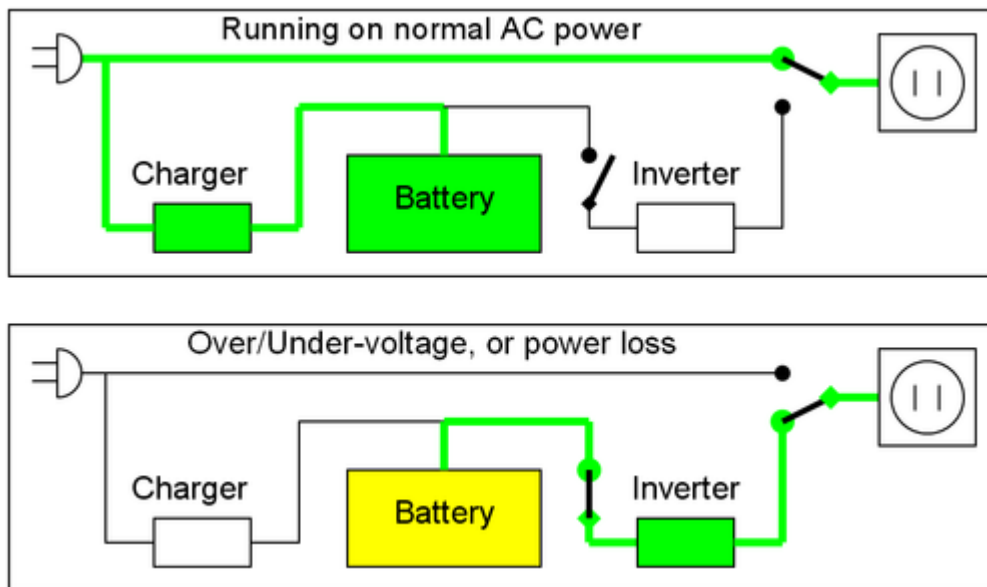 Running on normal AC power
Charger
Battery
Inverter
Over/Under-voltage, or power loss
Charger
Battery
Inverter